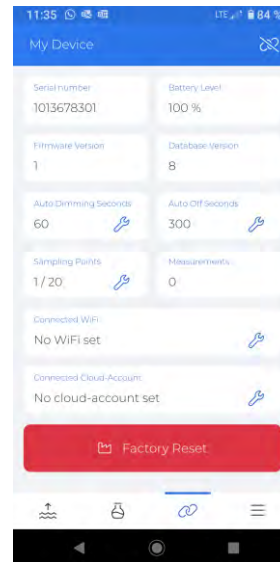 11:35 LTE 84 %
My Device
Serial number Battery Level
1013678301 100 %
Firmware Version Database Version
1 8
Auto Dimming Seconds Auto Off Seconds
60 300
Sampling Points Measurements
1 / 20 0
Connected WiFi
No WiFi set
Connected Cloud-Account
No cloud-account set
Factory Reset